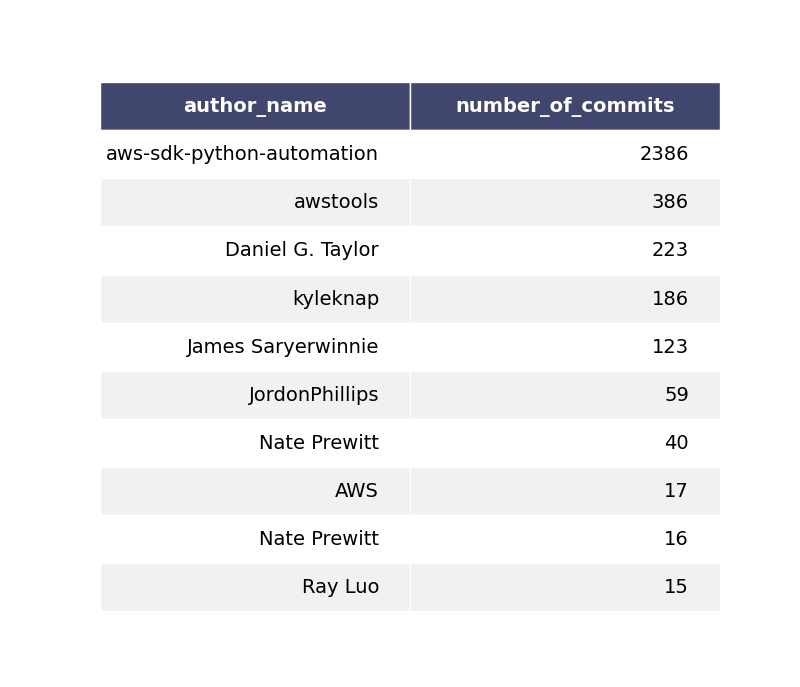 author_name number_of_commits
aws-sdk-python-automation 2386
awstools 386
Daniel G. Taylor 223
kyleknap 186
James Saryerwinnie 123
JordonPhillips 59
Nate Prewitt 40
AWS 17
Nate Prewitt 16
Ray Luo 15